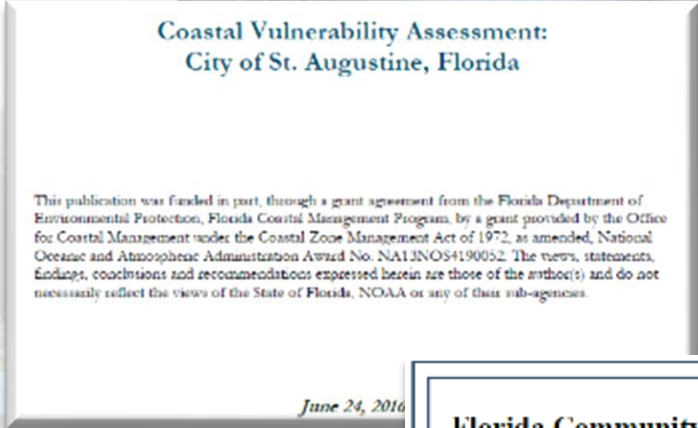 Coastal Vulnerability Assessment:
City of St. Augustine, Florida
This publication was funded in part, through a grant agreement from the Florida Department of
Environmental Protection, Florida Coastal Management Program, by a grant provided by the Office
for Coastal Management under the Coastal Zone Management Act of 1972, as amended, National
Oceanic and Atmospheric Administration Award No. NA13NOS4190052. The views, statements,
findings, conclusions and recommendations expressed herein are those of the author(s) and do not
necessarily reflect the views of the State of Florida, NOAA or any of their sub-agencies.
June 24, 2016
Florida Community